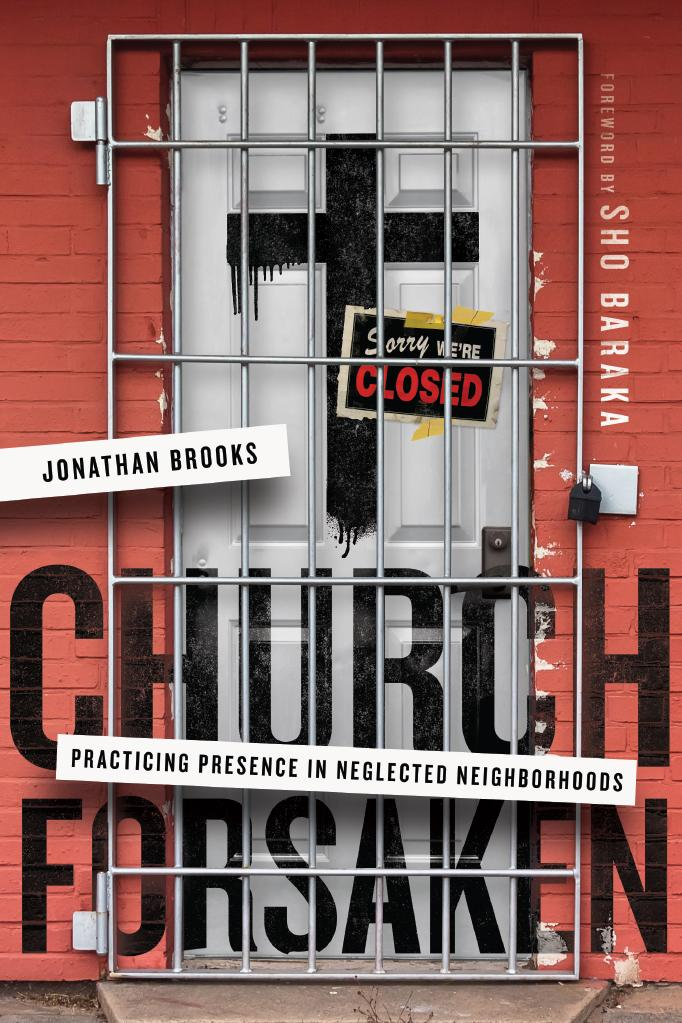 FOREWORD BY SHO BARAKA
Sorry WE'RE
CLOSED
JONATHAN BROOKS
CHURCH
PRACTICING PRESENCE IN NEGLECTED NEIGHBORHOODS
FORSAKEN